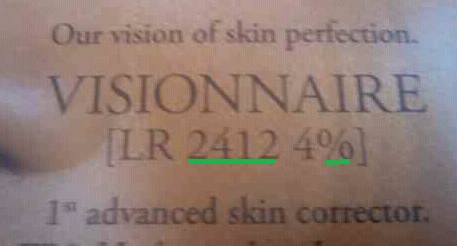 Our vision of skin perfection.
VISIONNAIRE
[LR 2412 4%]
1st advanced skin corrector.